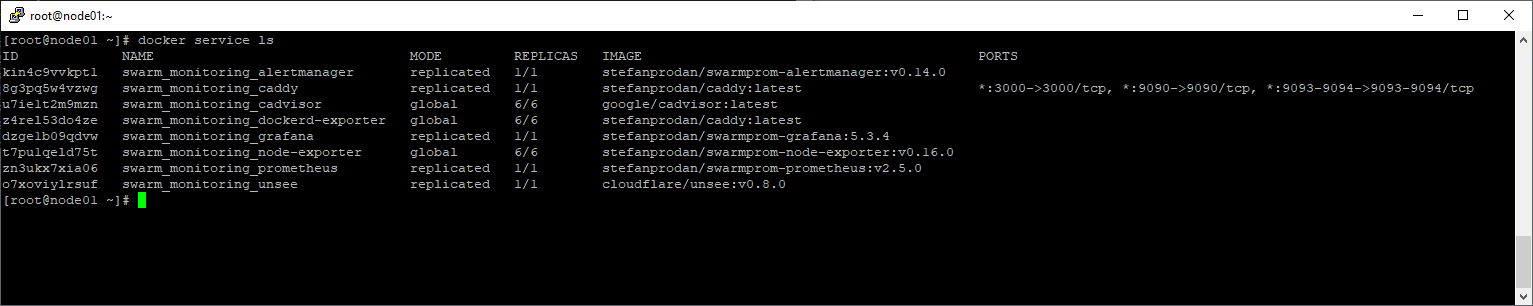 root@node01:~
[root@node01 ~]# docker service ls
ID NAME MODE REPLICAS IMAGE PORTS
kin4c9vvkpt1 swarm_monitoring_alertmanager replicated 1/1 stefanprodan/swarmprom-alertmanager:v0.14.0
8g3pq5w4vzwg swarm_monitoring_caddy replicated 1/1 stefanprodan/caddy:latest *:3000->3000/tcp, *:9090->9090/tcp, *:9093-9094->9093-9094/tcp
u7ie1t2m9mzn swarm_monitoring_cadvisor global 6/6 google/cadvisor:latest
z4rel53do4ze swarm_monitoring_dockerd-exporter global 6/6 stefanprodan/caddy:latest
dzgelb09qdvw swarm_monitoring_grafana replicated 1/1 stefanprodan/swarmprom-grafana:5.3.4
t7pulqeld75t swarm_monitoring_node-exporter global 6/6 stefanprodan/swarmprom-node-exporter:v0.16.0
zn3ukx7xia06 swarm_monitoring_prometheus replicated 1/1 stefanprodan/swarmprom-prometheus:v2.5.0
o7xoviylrsuf swarm_monitoring_unsee replicated 1/1 cloudflare/unsee:v0.8.0
[root@node01 ~]#